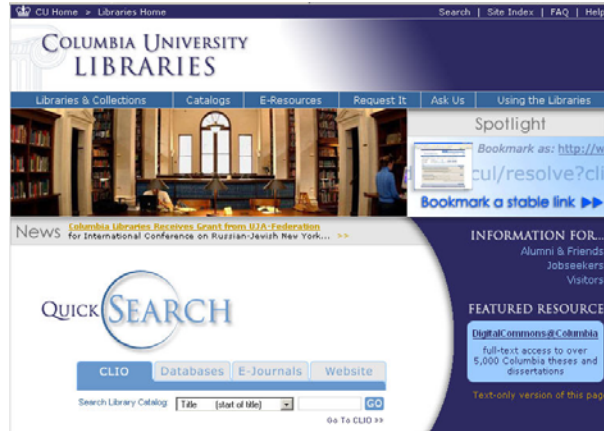 CU Home > Libraries Home
Search | Site Index | FAQ | Help
COLUMBIA UNIVERSITY
LIBRARIES
Libraries & Collections Catalogs E-Resources Request It Ask Us Using the Libraries
Spotlight
Bookmark as: http://w
cul/resolve?cli
Bookmark a stable link ▶▶
News Columbia Libraries Receives Grant from UJA-Federation
for International Conference on Russian-Jewish New York... >>
INFORMATION FOR...
Alumni & Friends
Jobseekers
Visitors
QUICK SEARCH
FEATURED RESOURCE
DigitalCommons@Columbia
full-text access to over
5,000 Columbia theses and
dissertations
Text-only version of this page
CLIO Databases E-Journals Website
Search Library Catalog: Title (start of title) GO
Go To CLIO >>